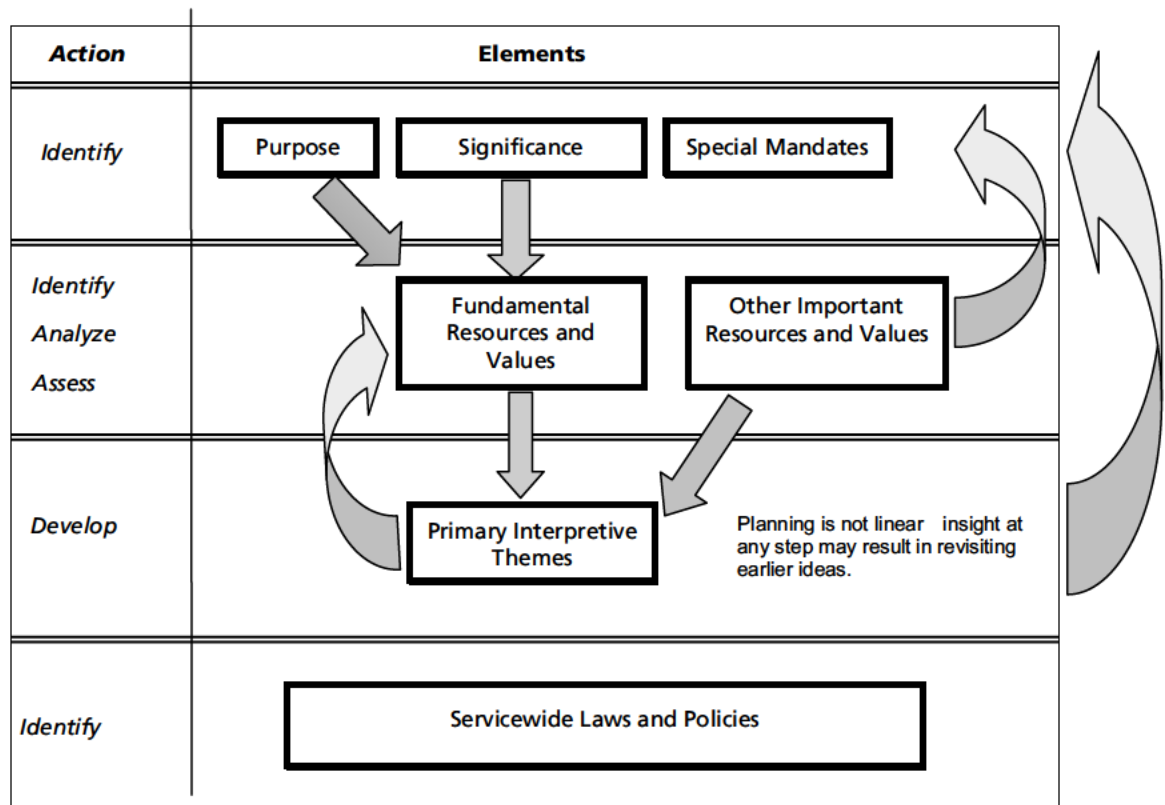 Action
Elements
Identify
Purpose
Significance
Special Mandates
Identify
Analyze
Assess
Fundamental
Resources and
Values
Other Important
Resources and Values
Develop
Primary Interpretive
Themes
Planning is not linear insight at
any step may result in revisiting
earlier ideas.
Identify
Servicewide Laws and Policies